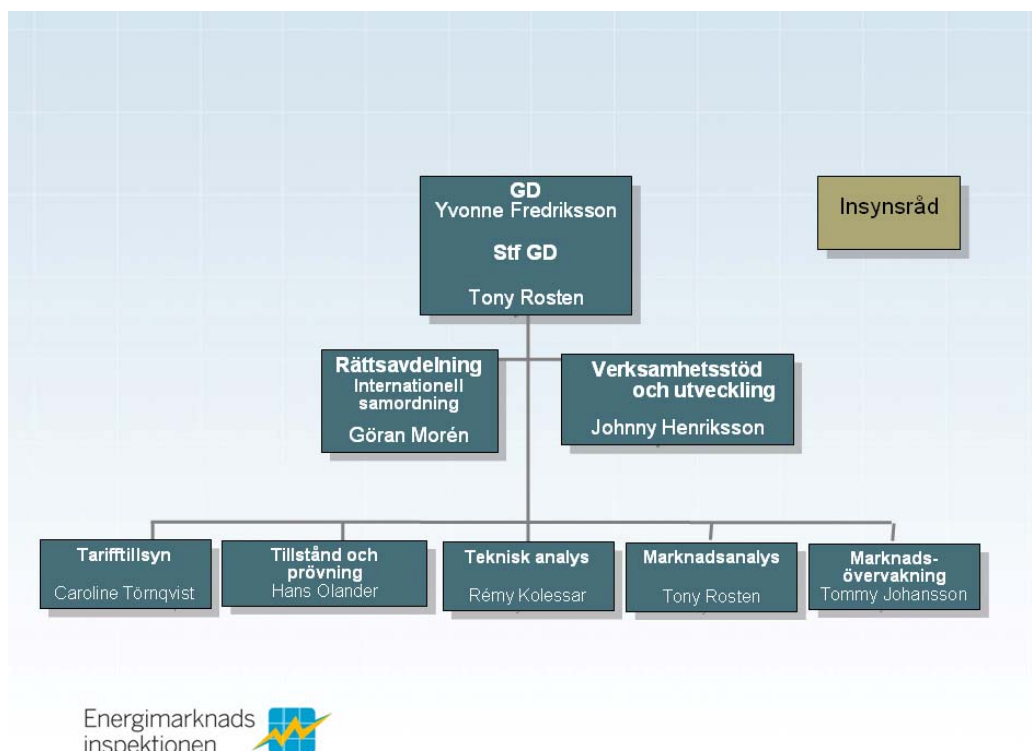 GD
Yvonne Fredriksson
Stf GD
Tony Rosten
Insynsråd
Rättsavdelning
Internationell
samordning
Göran Morén
Verksamhetsstöd
och utveckling
Johnny Henriksson
Tarifftillsyn
Caroline Törnqvist
Tillstånd och
prövning
Hans Olander
Teknisk analys
Rémy Kolessar
Marknadsanalys
Tony Rosten
Marknads-
övervakning
Tommy Johansson
Energimarknads
inspektionen